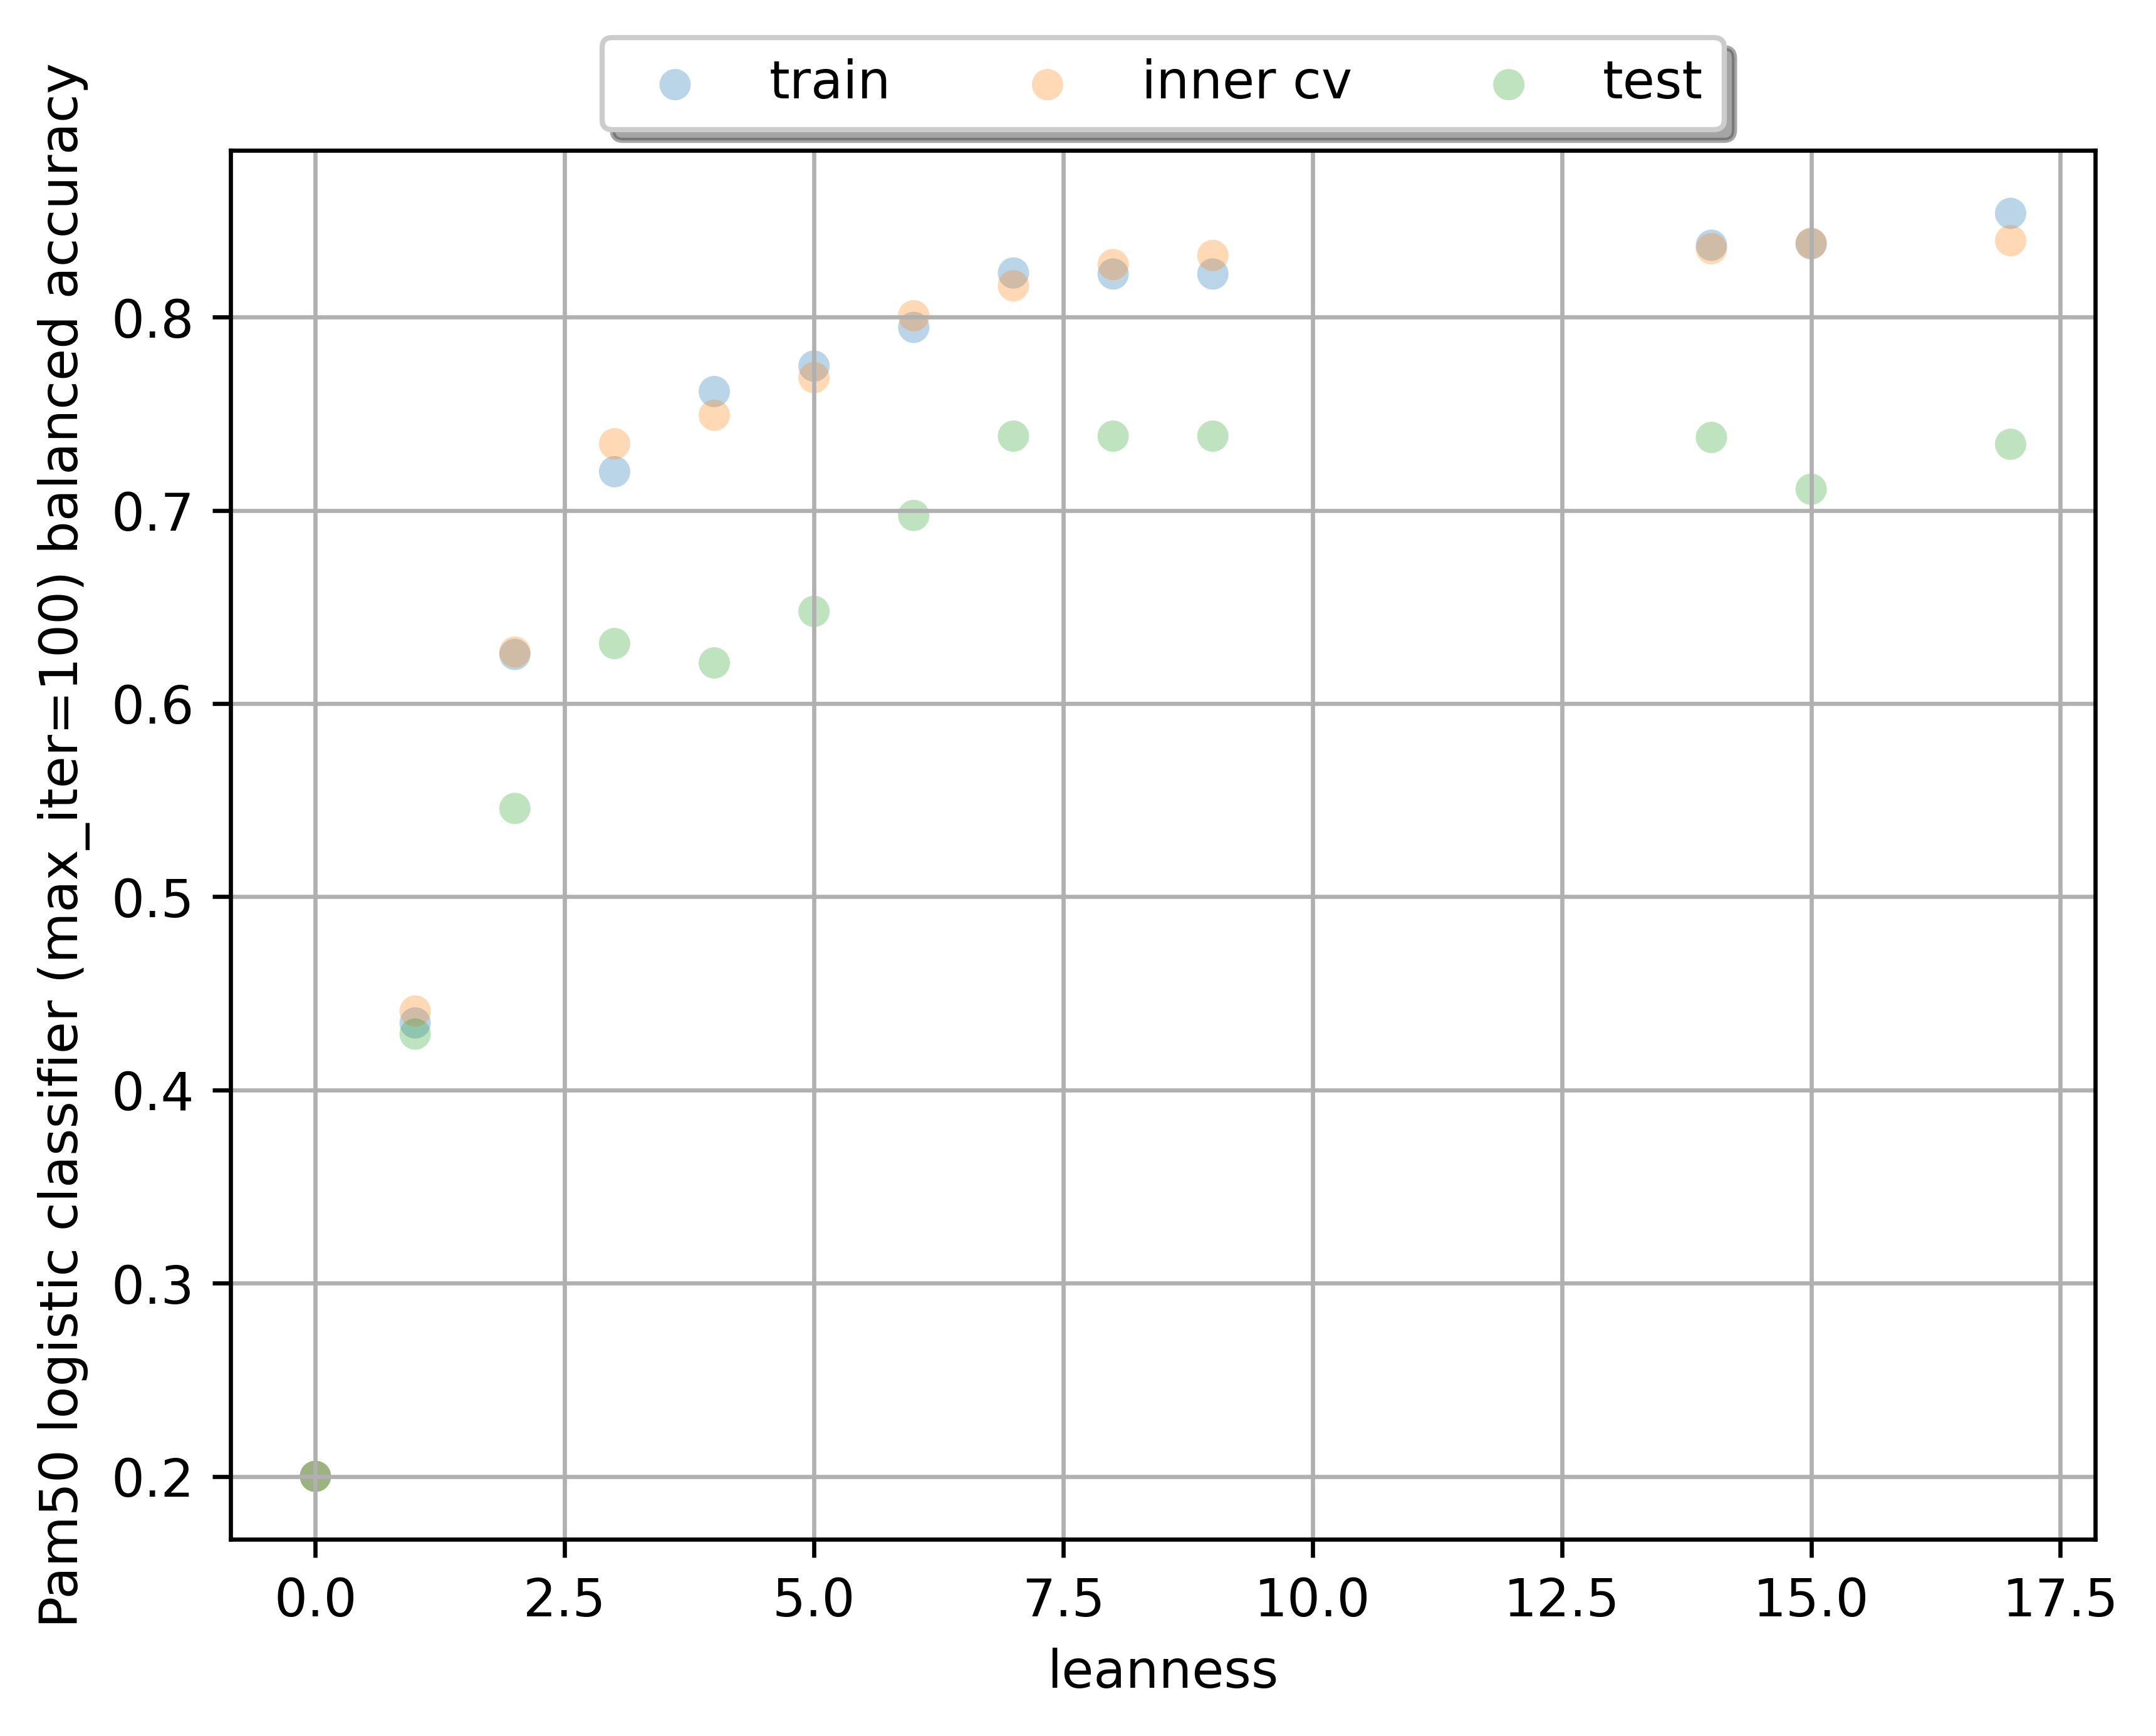 train
inner cv
test
Pam50 logistic classifier (max_iter=100) balanced accuracy
0.8
0.7
0.6
0.5
0.4
0.3
0.2
0.0 2.5 5.0 7.5 10.0 12.5 15.0 17.5
leanness